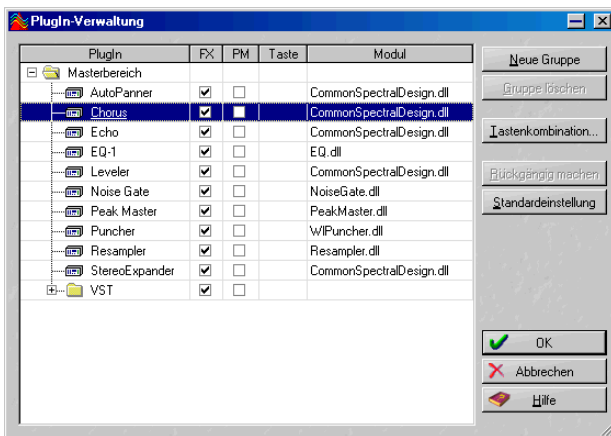 PlugIn-Verwaltung
PlugIn FX PM Taste Modul
Masterbereich
AutoPanner CommonSpectralDesign.dll
Chorus CommonSpectralDesign.dll
Echo CommonSpectralDesign.dll
EQ-1 EQ.dll
Leveler CommonSpectralDesign.dll
Noise Gate NoiseGate.dll
Peak Master PeakMaster.dll
Puncher WIPuncher.dll
Resampler Resampler.dll
StereoExpander CommonSpectralDesign.dll
VST
Neue Gruppe
Gruppe löschen
Tastenkombination...
Rückgängig machen
Standardeinstellung
OK
Abbrechen
Hilfe